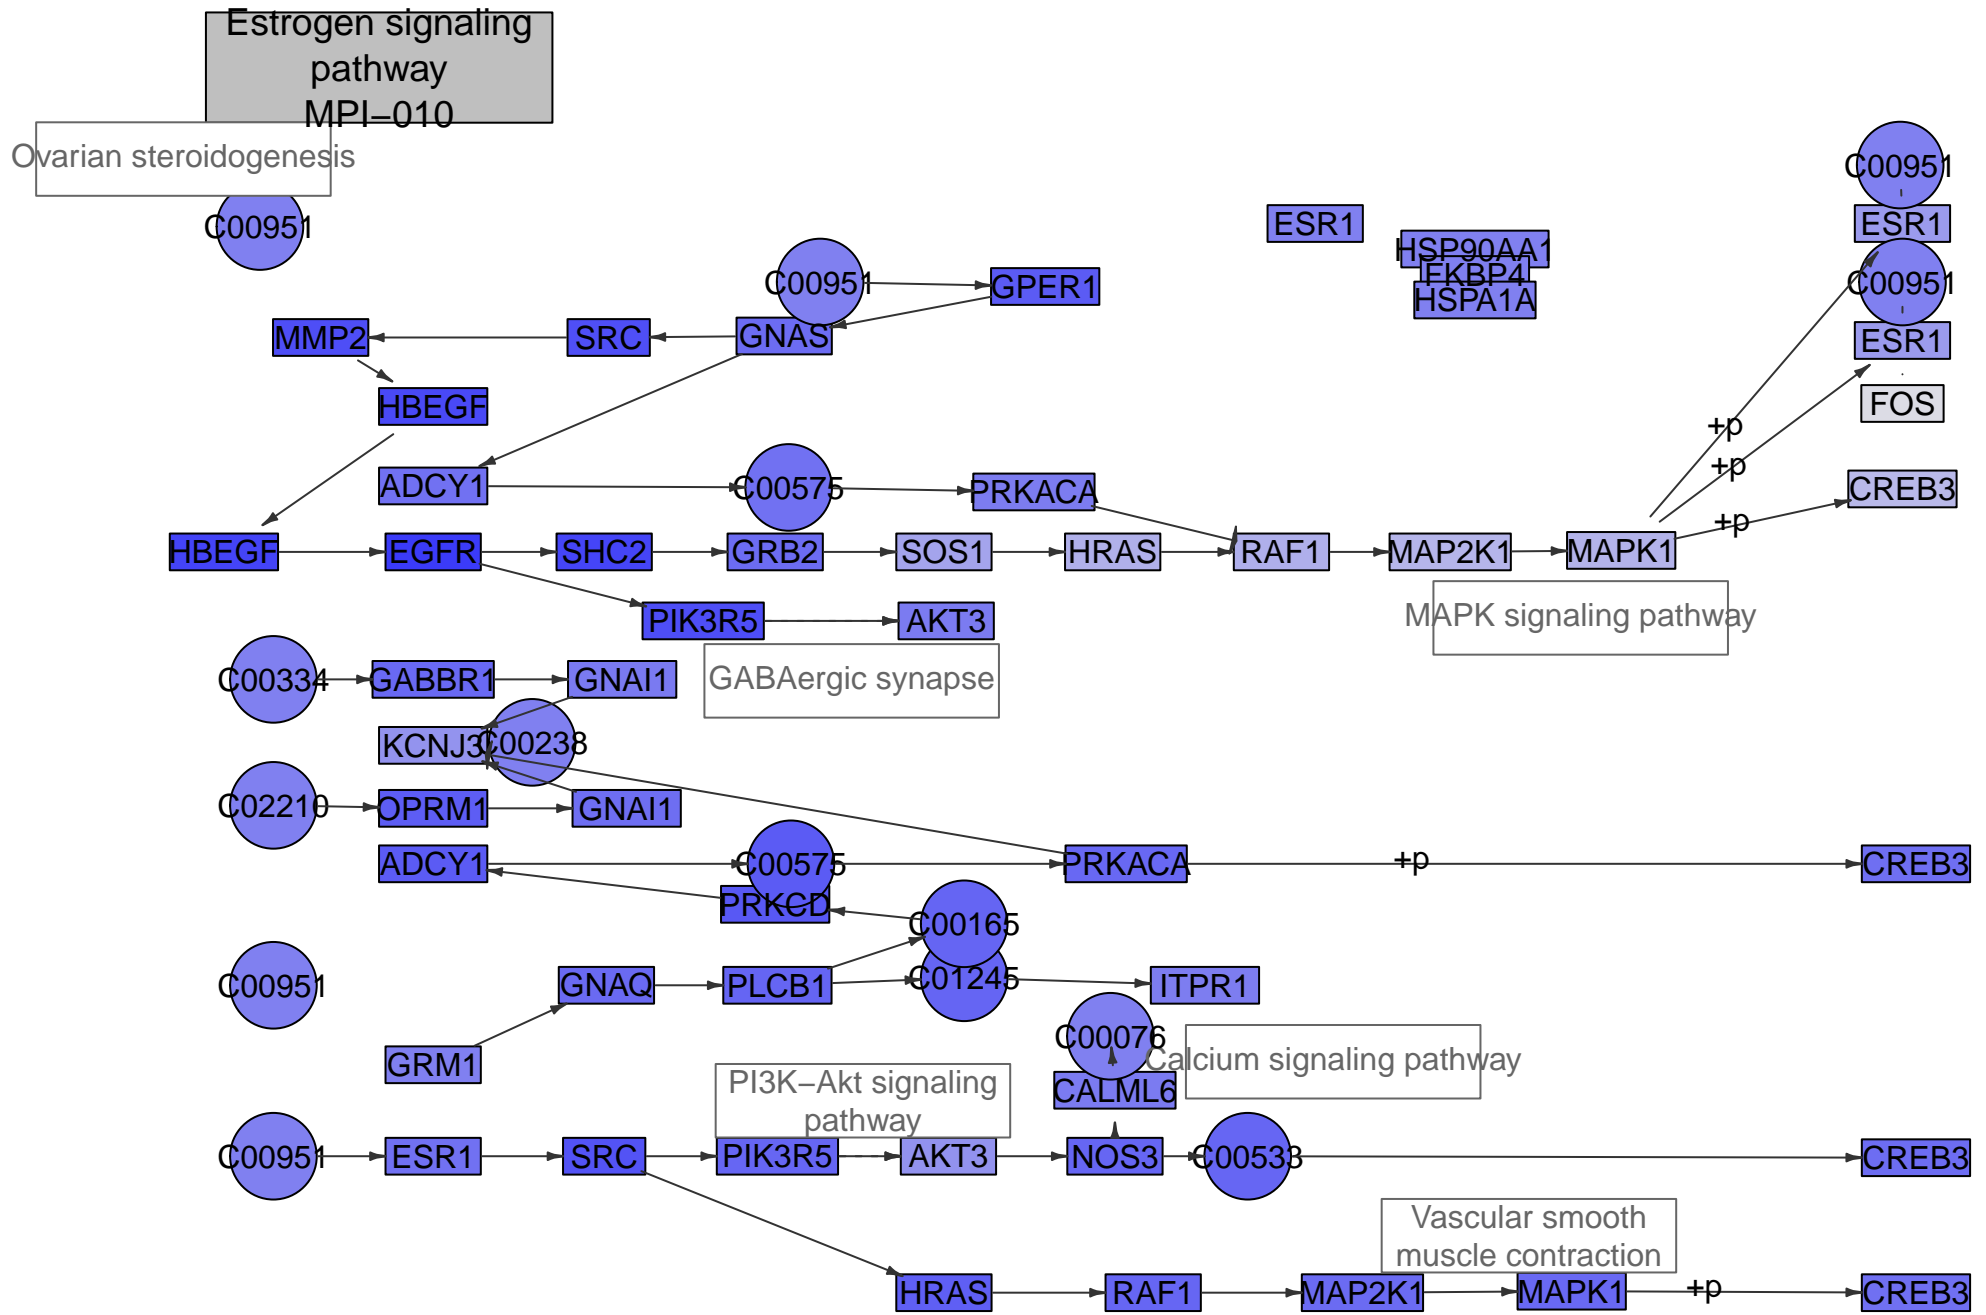 Estrogen signaling
pathway
MPI−010
Ovarian steroidogenesis
C00951
C00951
ESR1
ESR1
C00951
HSP90AA1
FKBP4
HSPA1A
C00951
GPER1
C00951
MMP2
SRC
GNAS
ESR1
HBEGF
FOS
+p
+p
ADCY1
C00575
PRKACA
CREB3
+p
HBEGF
EGFR
SHC2
GRB2
SOS1
HRAS
RAF1
MAP2K1
MAPK1
PIK3R5
AKT3
MAPK signaling pathway
C00334
GABBR1
GNAI1
GABAergic synapse
KCNJ3
C00238
C02210
OPRM1
GNAI1
ADCY1
C00575
PRKACA
+p
CREB3
PRKCD
C00165
C00951
GNAQ
PLCB1
C01245
ITPR1
C00076
Calcium signaling pathway
GRM1
PI3K−Akt signaling
pathway
CALML6
C00951
ESR1
SRC
PIK3R5
AKT3
NOS3
C00533
CREB3
Vascular smooth
muscle contraction
HRAS
RAF1
MAP2K1
MAPK1
+p
CREB3